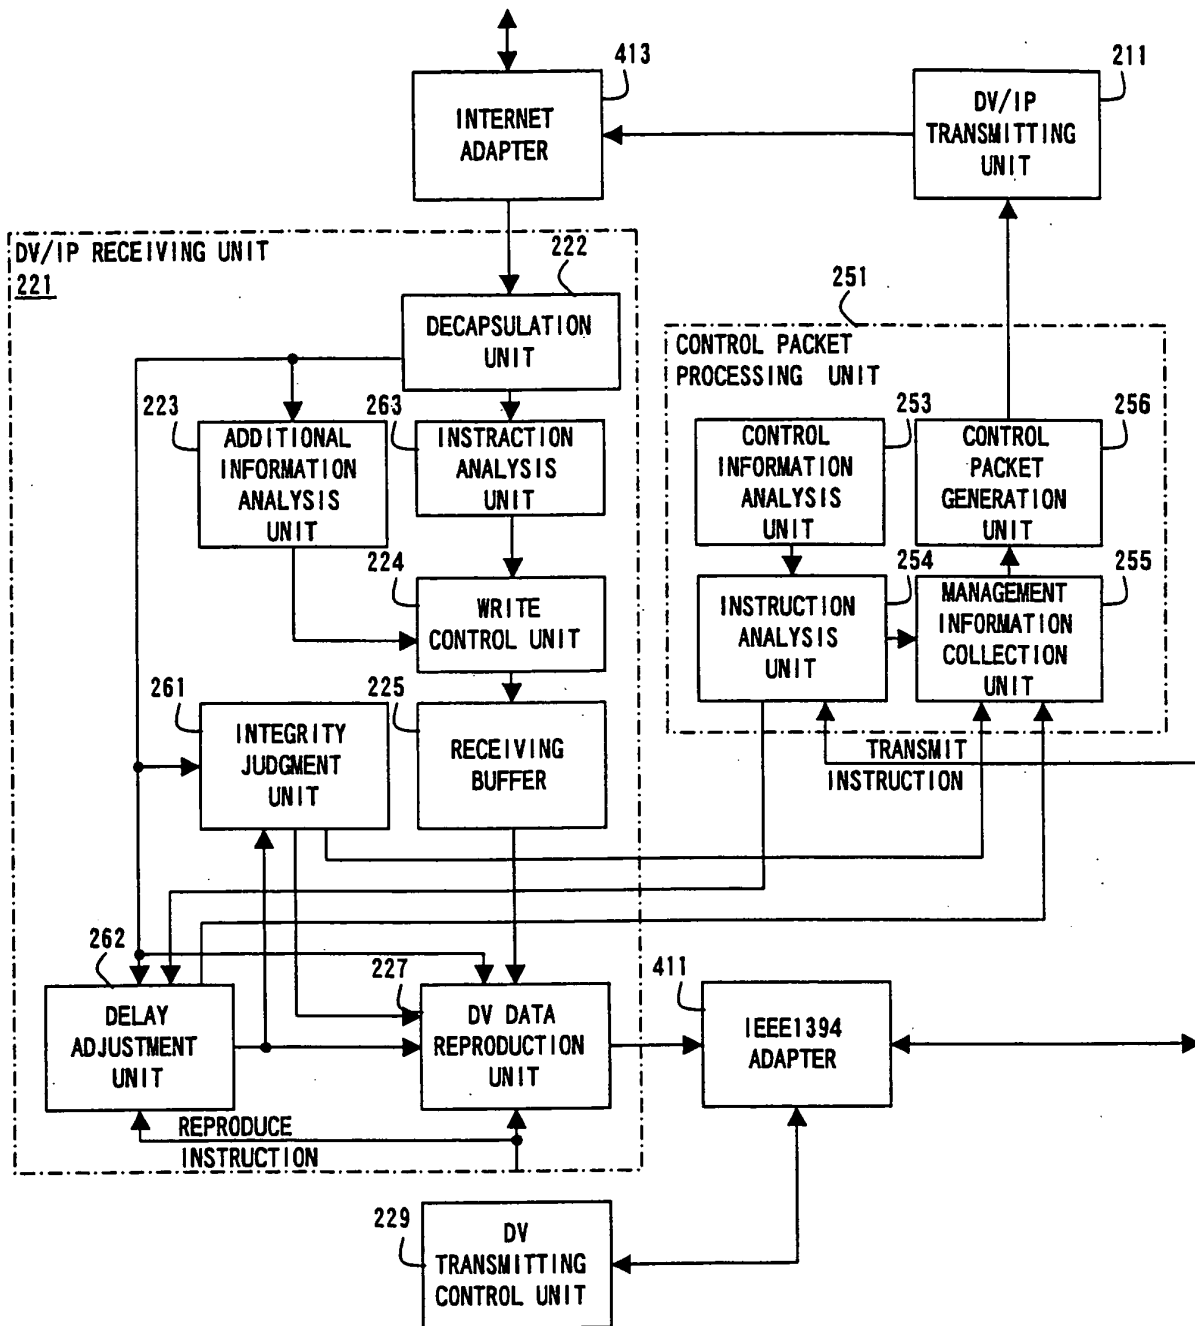 413
INTERNET
ADAPTER
211
DV/IP
TRANSMITTING
UNIT
DV/IP RECEIVING UNIT
221
222
DECAPSULATION
UNIT
223
ADDITIONAL
INFORMATION
ANALYSIS
UNIT
263
INSTRACTION
ANALYSIS
UNIT
224
WRITE
CONTROL UNIT
261
INTEGRITY
JUDGMENT
UNIT
225
RECEIVING
BUFFER
262
DELAY
ADJUSTMENT
UNIT
227
DV DATA
REPRODUCTION
UNIT
REPRODUCE
INSTRUCTION
251
CONTROL PACKET
PROCESSING UNIT
253
CONTROL
INFORMATION
ANALYSIS
UNIT
256
CONTROL
PACKET
GENERATION
UNIT
254
INSTRUCTION
ANALYSIS
UNIT
255
MANAGEMENT
INFORMATION
COLLECTION
UNIT
TRANSMIT
INSTRUCTION
411
IEEE1394
ADAPTER
229
DV
TRANSMITTING
CONTROL UNIT